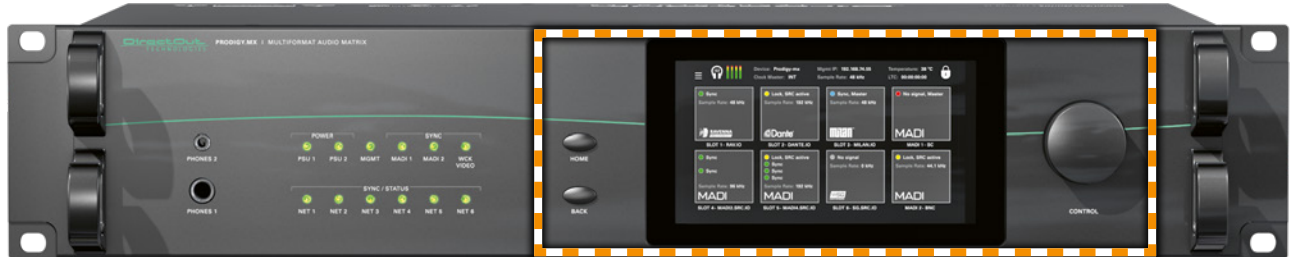 DirectOut
TECHNOLOGIES
PRODIGY.MX | MULTIFORMAT AUDIO MATRIX
PHONES 2
PHONES 1
POWER
SYNC
PSU 1 PSU 2 MGMT MADI 1 MADI 2 WCK VIDEO
SYNC / STATUS
NET 1 NET 2 NET 3 NET 4 NET 5 NET 6
HOME
BACK
Device: Prodigy-mx Mgmt IP: 192.168.74.55 Temperature: 38 °C
Clock Master: INT Sample Rate: 48 kHz LTC: 00:00:00:00
Sync
Sample Rate: 48 kHz
RAVENNA
SLOT 1 - RAV.IO
Lock, SRC active
Sample Rate: 192 kHz
Dante
SLOT 2 - DANTE.IO
Sync, Master
Sample Rate: 48 kHz
milan
SLOT 3 - MILAN.IO
No signal, Master
MADI
MADI 1 - SC
Sync
Sync
Sample Rate: 96 kHz
MADI
SLOT 4 - MADI2.SRC.IO
Lock, SRC active
Sync
Sync
Sync
Sample Rate: 192 kHz
MADI
SLOT 5 - MADI4.SRC.IO
No signal
Sample Rate: 0 kHz
SLOT 6 - SG.SRC.IO
Lock, SRC active
Sample Rate: 44.1 kHz
MADI
MADI 2 - BNC
CONTROL